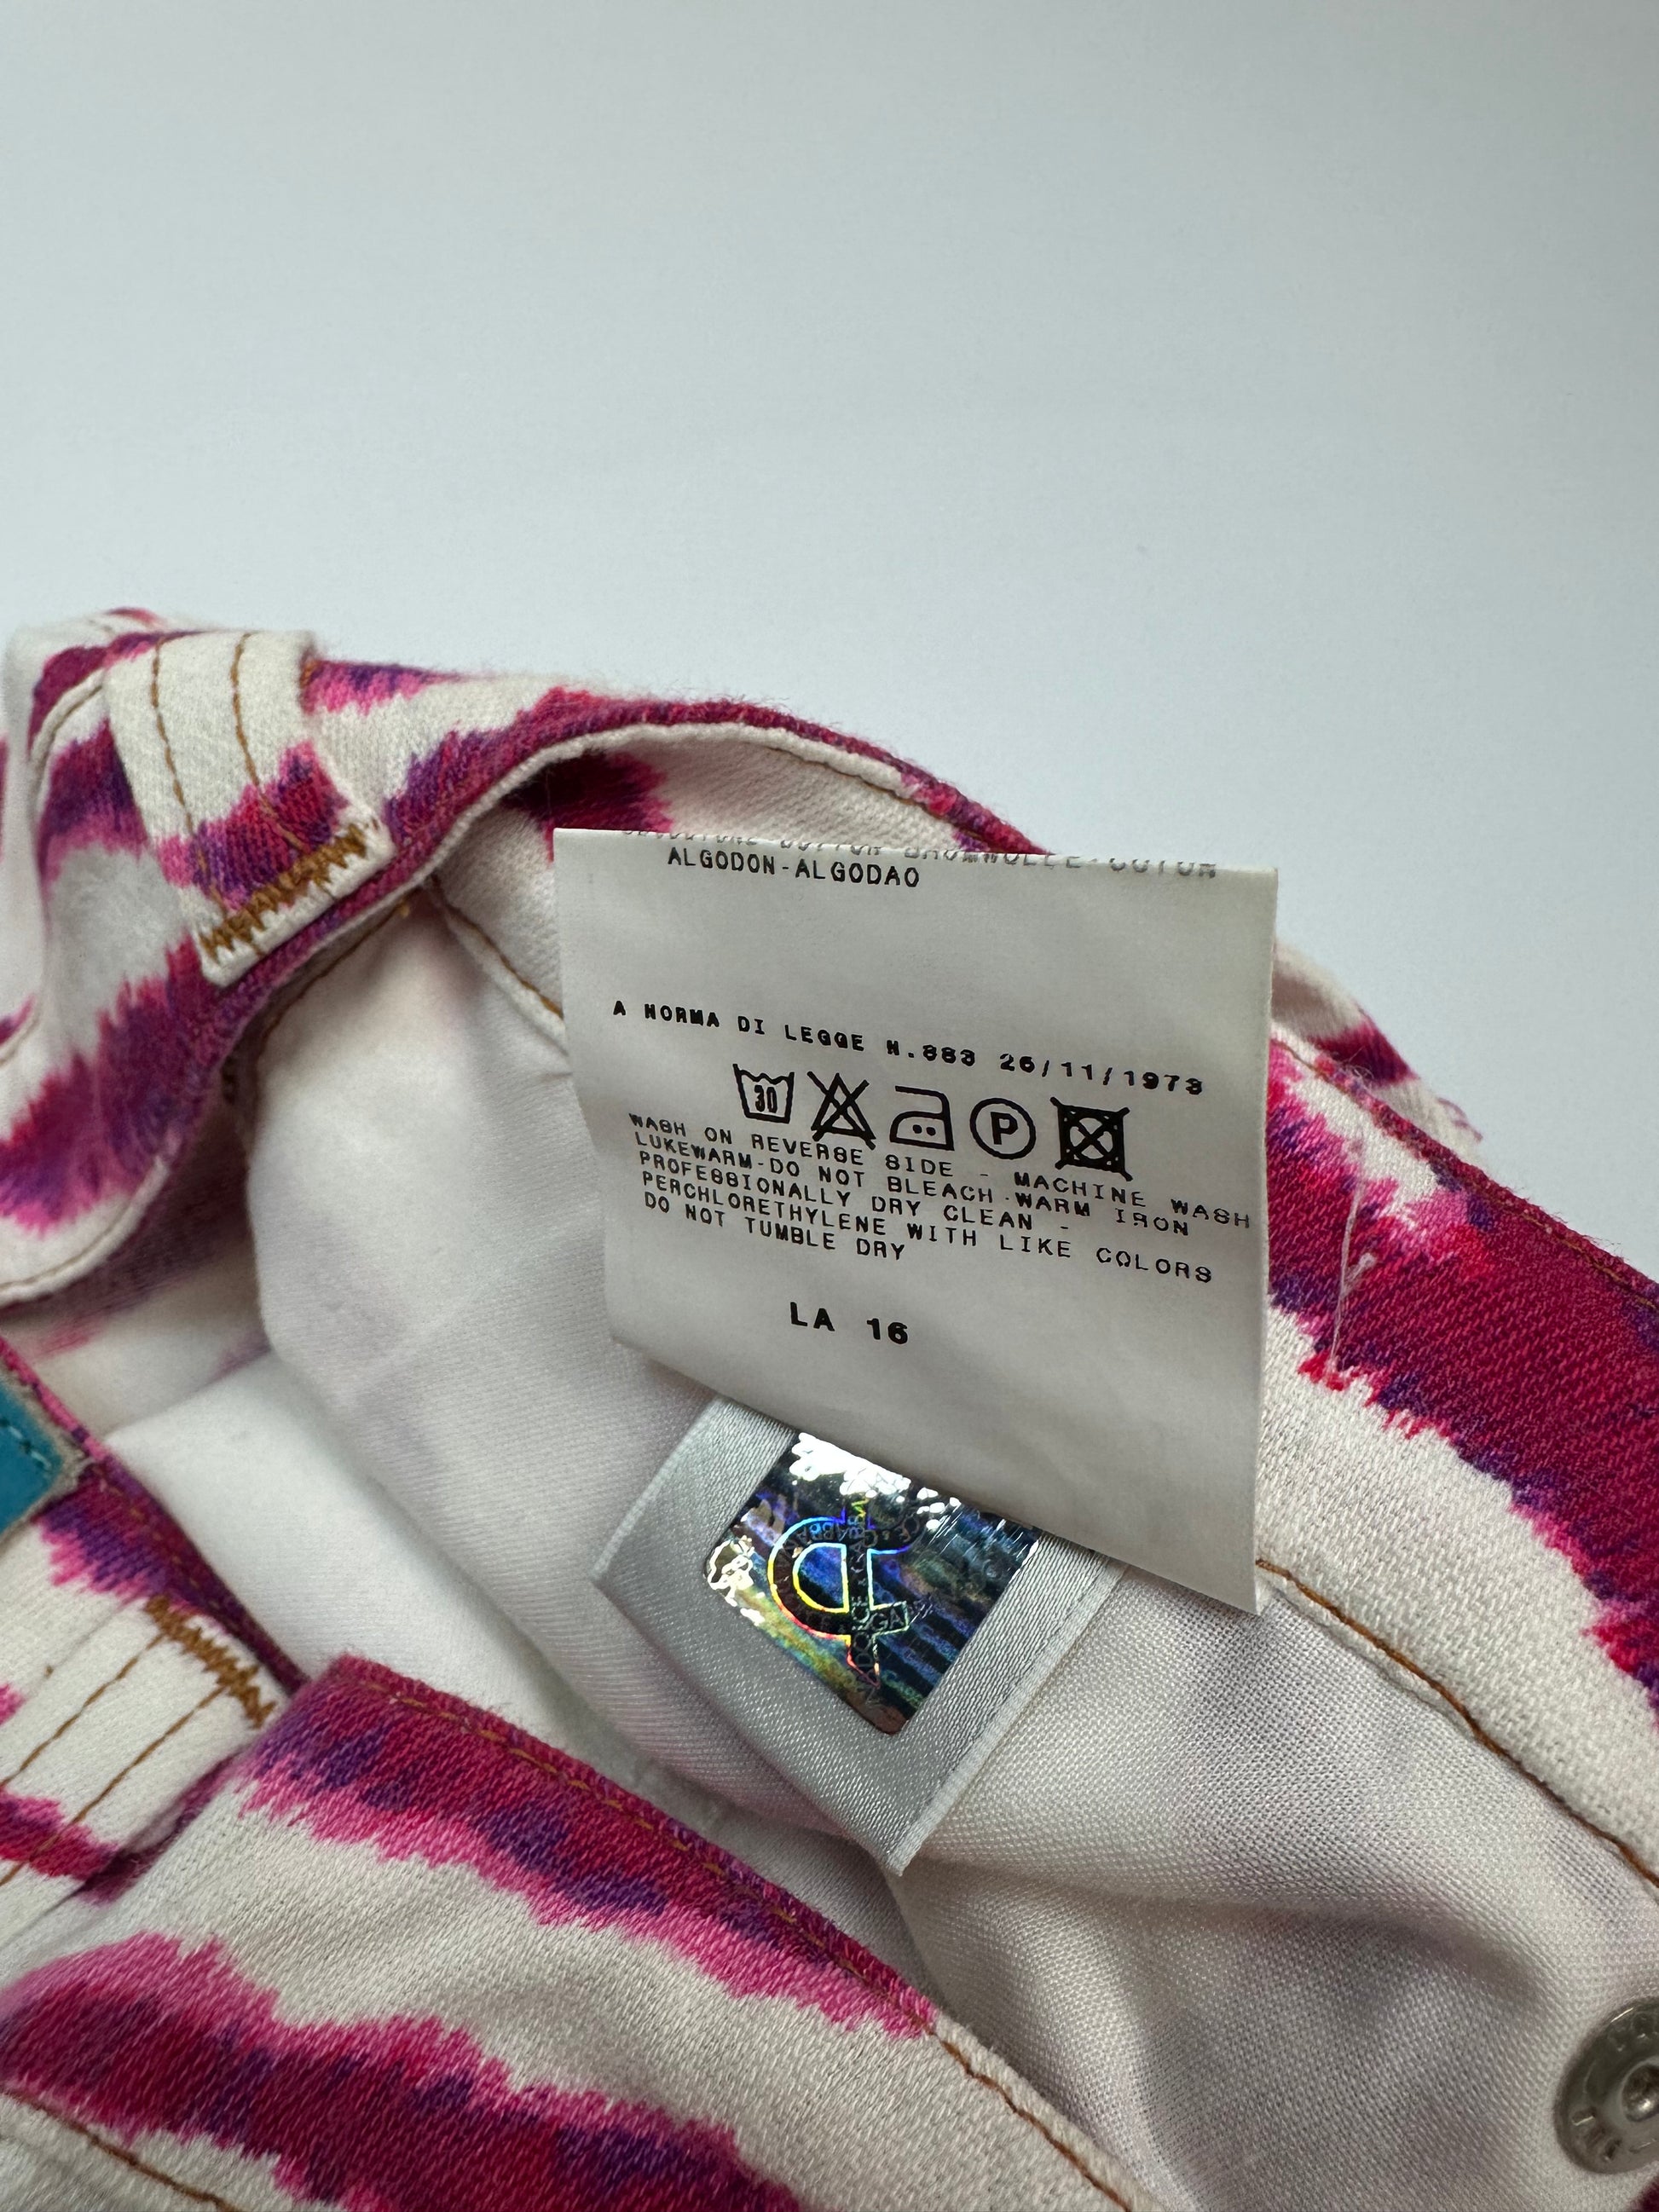 ALGODON-ALGODAO
A NORMA DI LEGGE N.883 26/11/1973
30
P
WASH ON REVERSE SIDE - MACHINE WASH
LUKEWARM-DO NOT BLEACH-WARM IRON
PROFESSIONALLY DRY CLEAN -
PERCHLORETHYLENE WITH LIKE COLORS
DO NOT TUMBLE DRY
LA 16
D&G